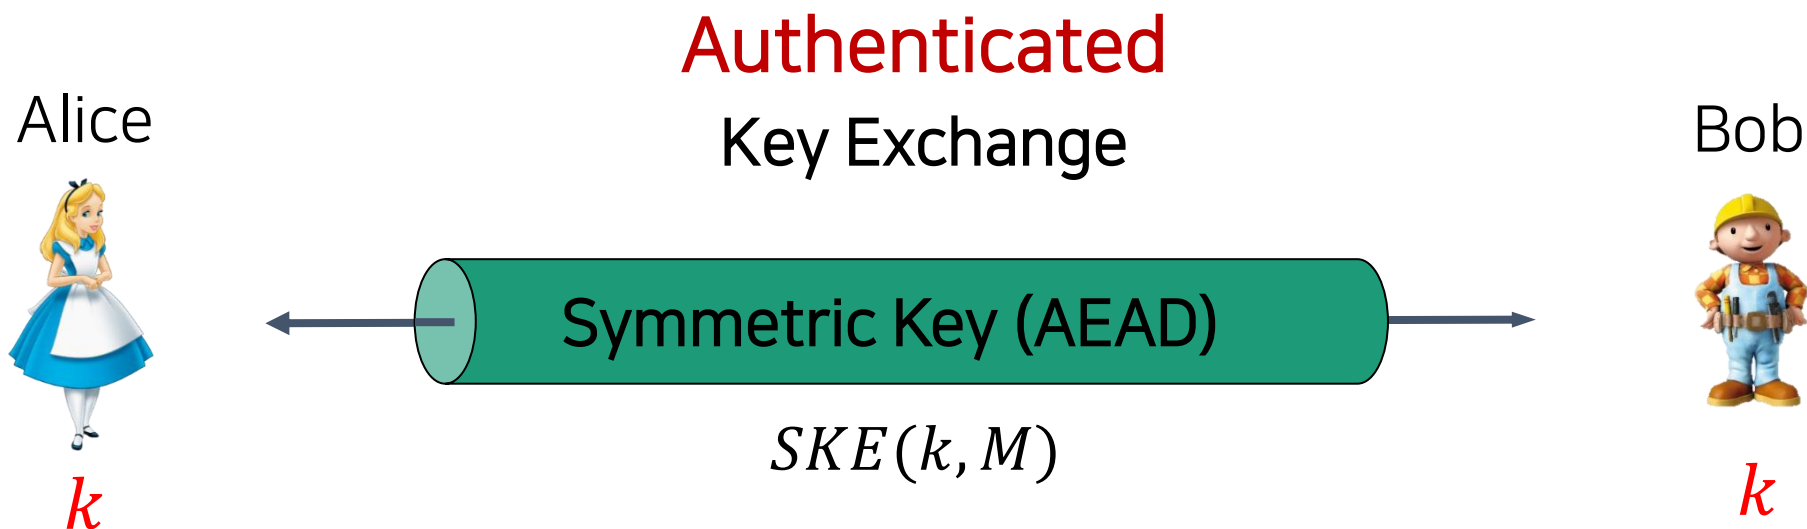 Authenticated
Key Exchange
Alice
Bob
Symmetric Key (AEAD)
SKE(k, M)
k
k